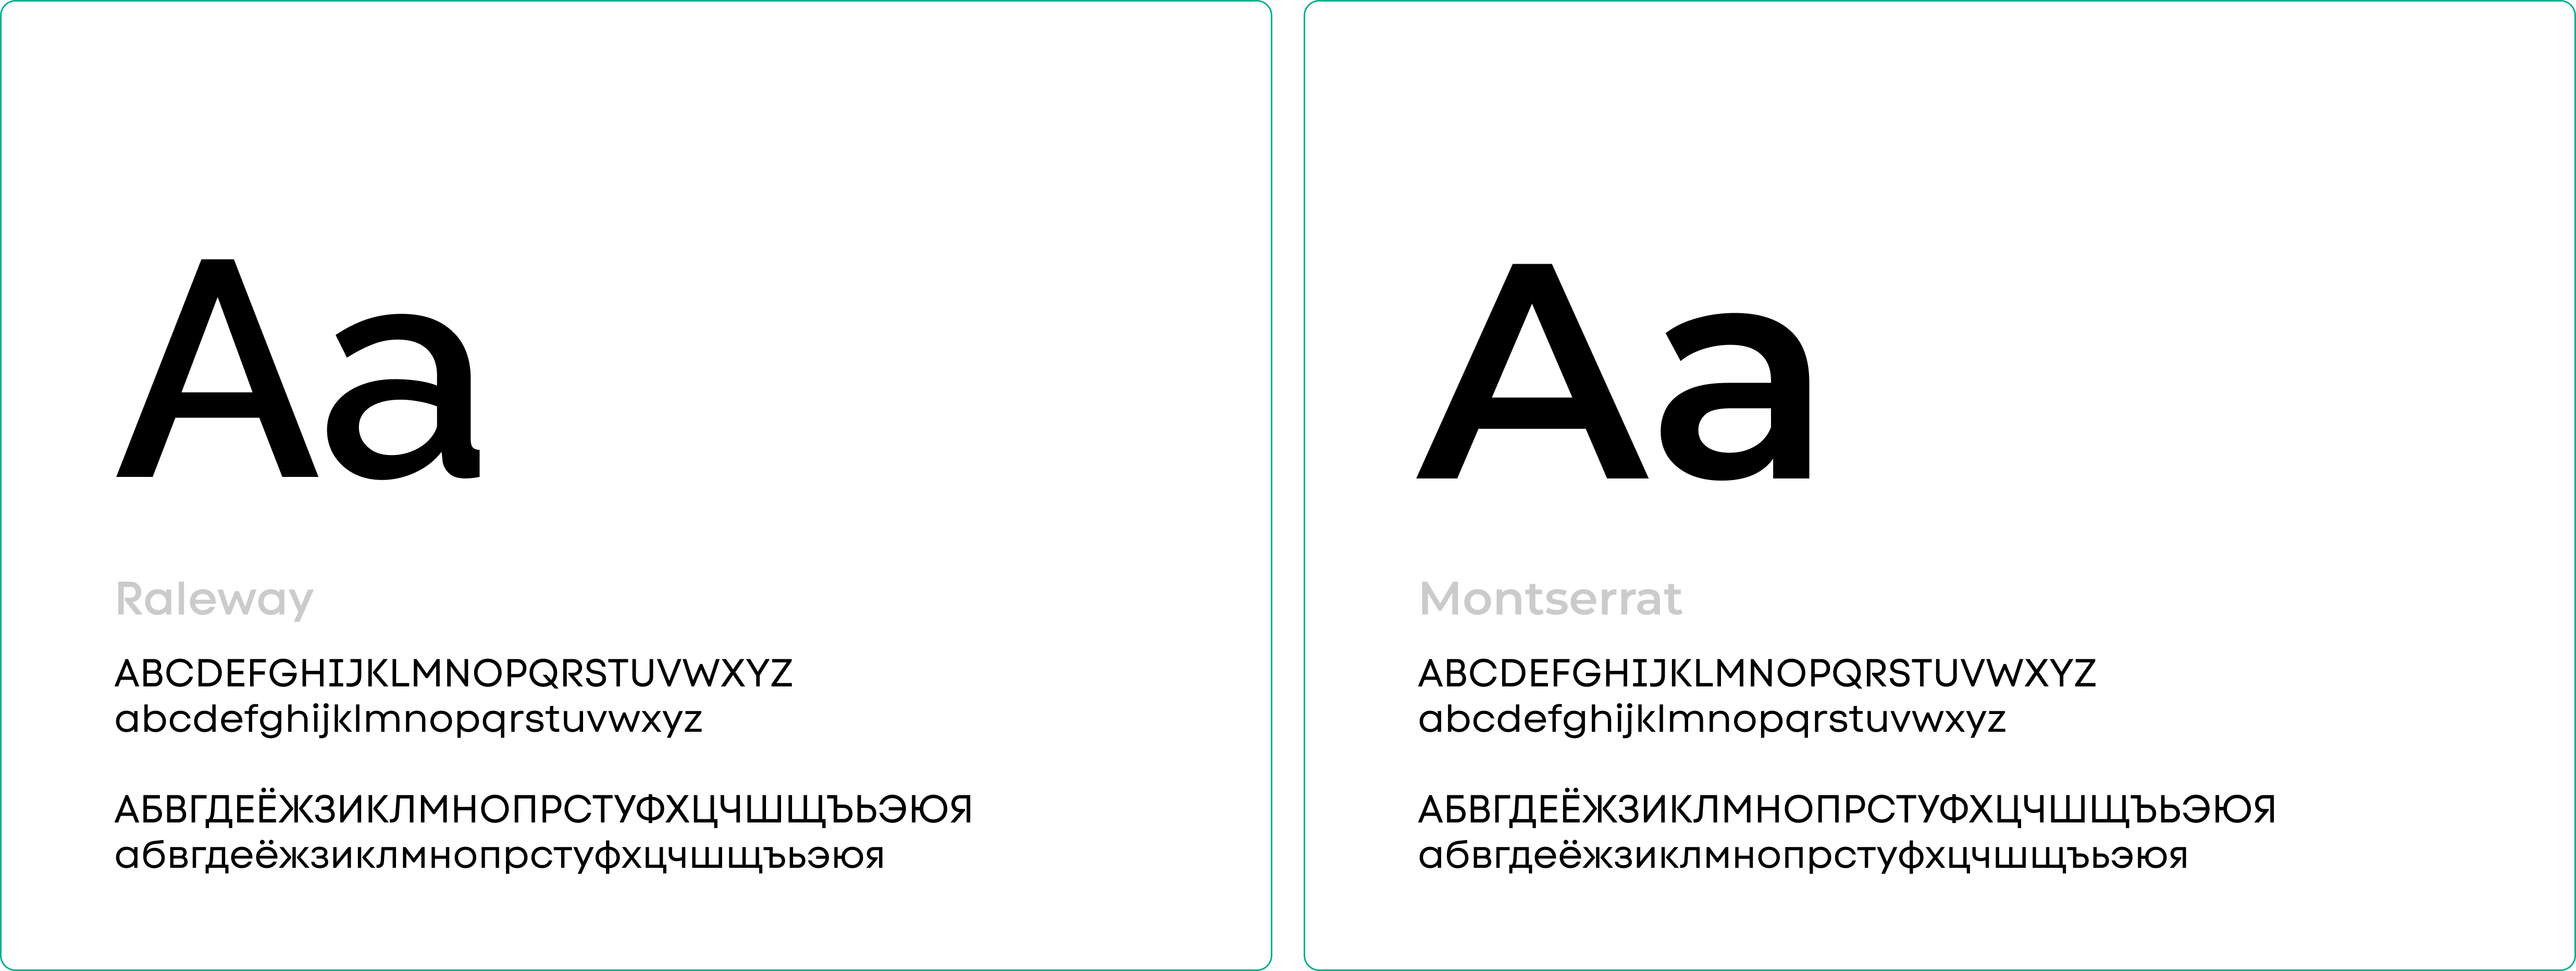 Aa
Raleway
ABCDEFGHIJKLMNOPQRSTUVWXYZ
abcdefghijklmnopqrstuvwxyz
АБВГДЕЁЖЗИКЛМНОПРСТУФХЦЧШЩЪЬЭЮЯ
абвгдеёжзиклмнопрстуфхцчшщъьэюя
Aa
Montserrat
ABCDEFGHIJKLMNOPQRSTUVWXYZ
abcdefghijklmnopqrstuvwxyz
АБВГДЕЁЖЗИКЛМНОПРСТУФХЦЧШЩЪЬЭЮЯ
абвгдеёжзиклмнопрстуфхцчшщъьэюя